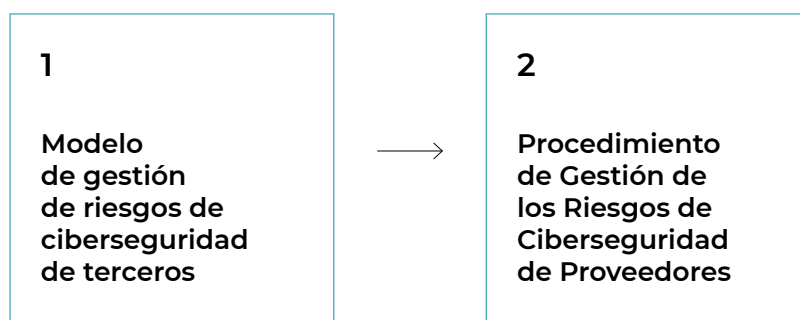 1
Modelo
de gestión
de riesgos de
ciberseguridad
de terceros
2
Procedimiento
de Gestión de
los Riesgos de
Ciberseguridad
de Proveedores